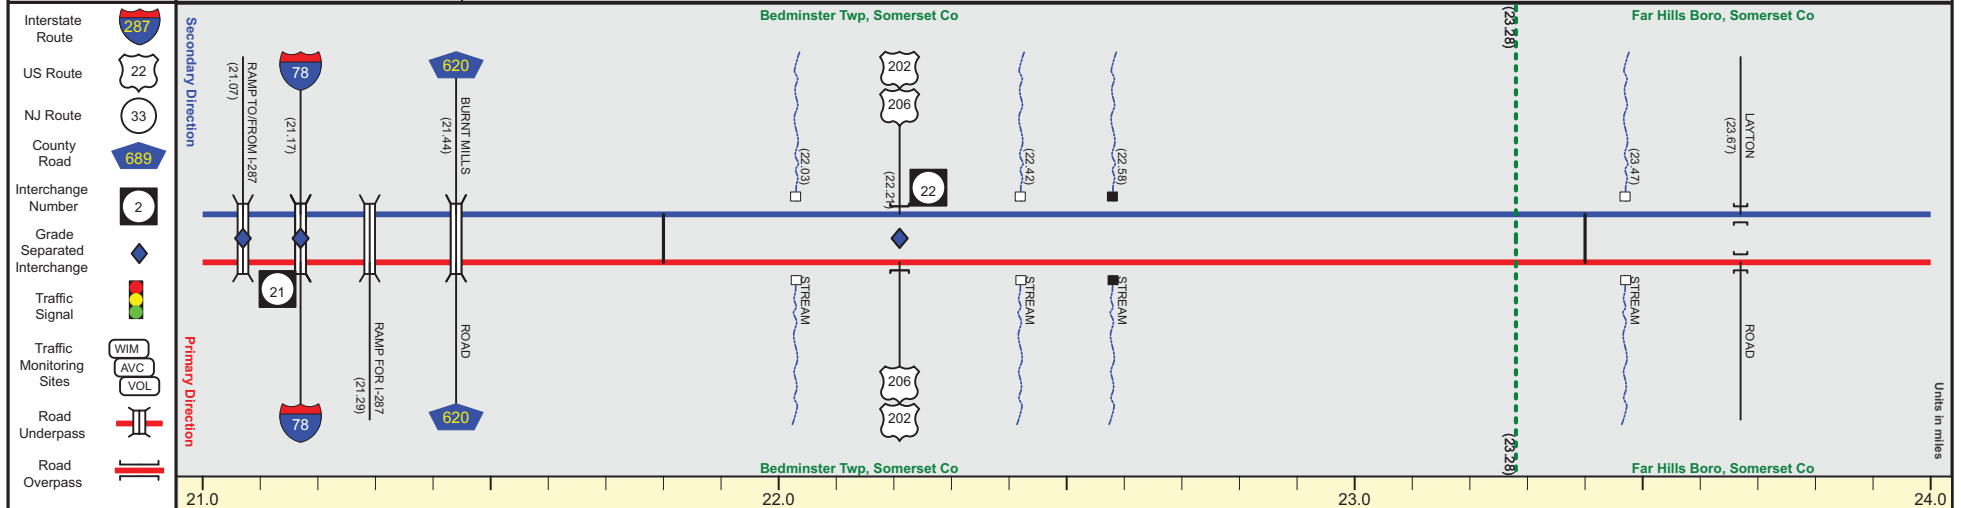 Interstate
Route
287
US Route
22
NJ Route
33
County
Road
689
Interchange
Number
2
Grade
Separated
Interchange
Traffic
Signal
Traffic
Monitoring
Sites
WIM
AVC
VOL
Road
Underpass
Road
Overpass
Secondary Direction
Primary Direction
Bedminster Twp, Somerset Co
(23.28)
Far Hills Boro, Somerset Co
RAMP TO/FROM I-287
(21.07)
78
(21.17)
620
BURNT MILLS
(21.44)
(22.03)
202
206
(22.21)
22
(22.42)
(22.58)
(23.47)
LAYTON
(23.67)
21
78
RAMP FOR I-287
(21.29)
ROAD
620
STREAM
206
202
STREAM
STREAM
STREAM
ROAD
(23.28)
Bedminster Twp, Somerset Co
Far Hills Boro, Somerset Co
Units in miles
21.0
22.0
23.0
24.0